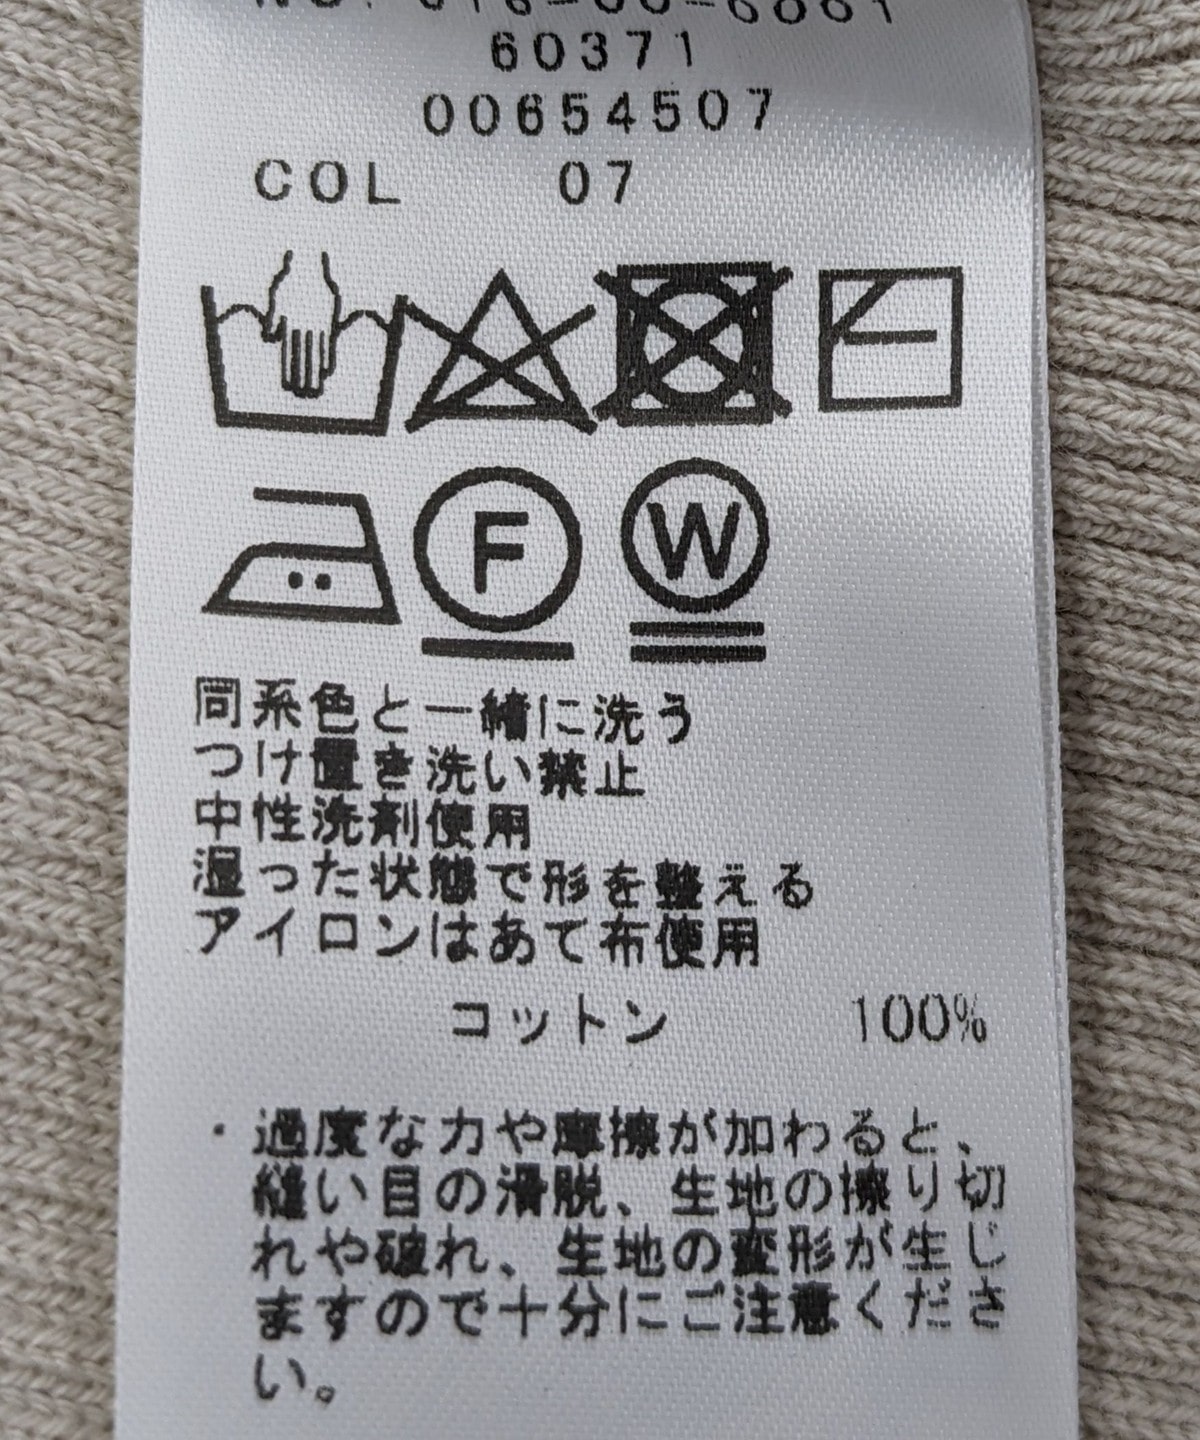 60371
00654507
COL 07
F W
同系色と一緒に洗う
つけ置き洗い禁止
中性洗剤使用
湿った状態で形を整える
アイロンはあて布使用
コットン 100%
・過度な力や摩擦が加わると、
縫い目の滑脱、生地の擦り切
れや破れ、生地の変形が生じ
ますので十分にご注意くださ
い。